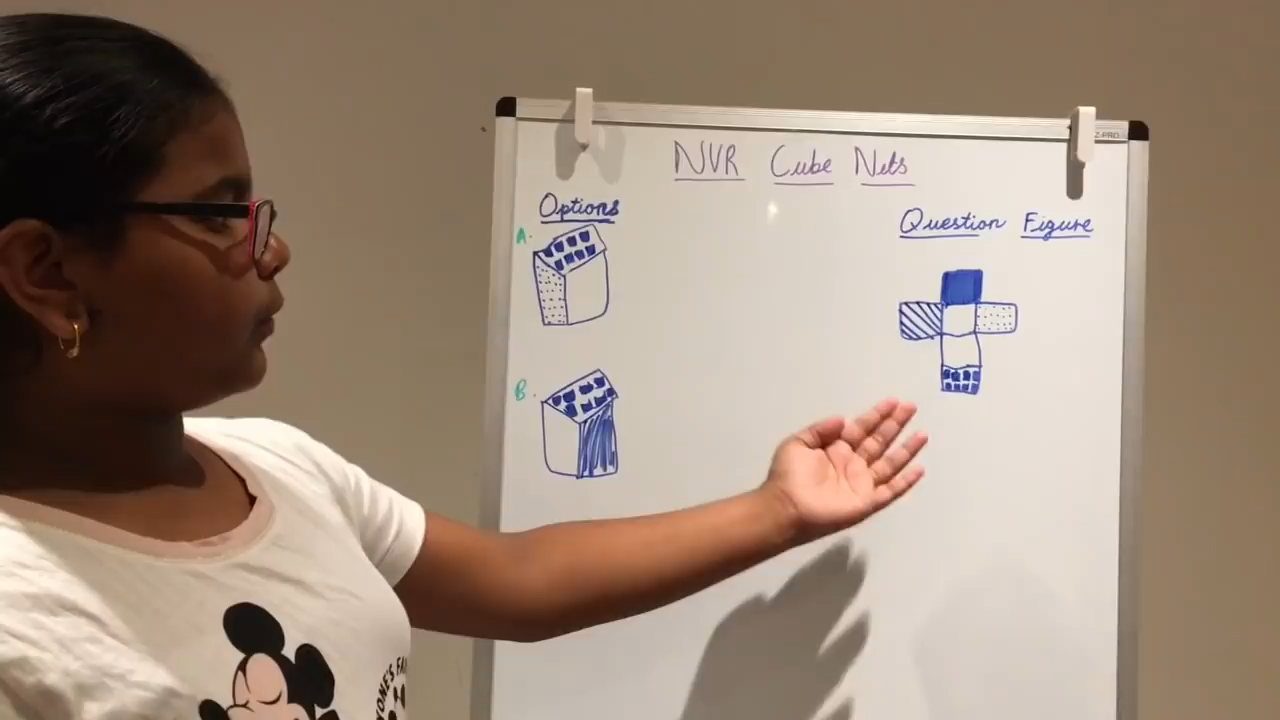 NVR Cube Nets
Options
Question Figure
A.
B.
Z-PRO